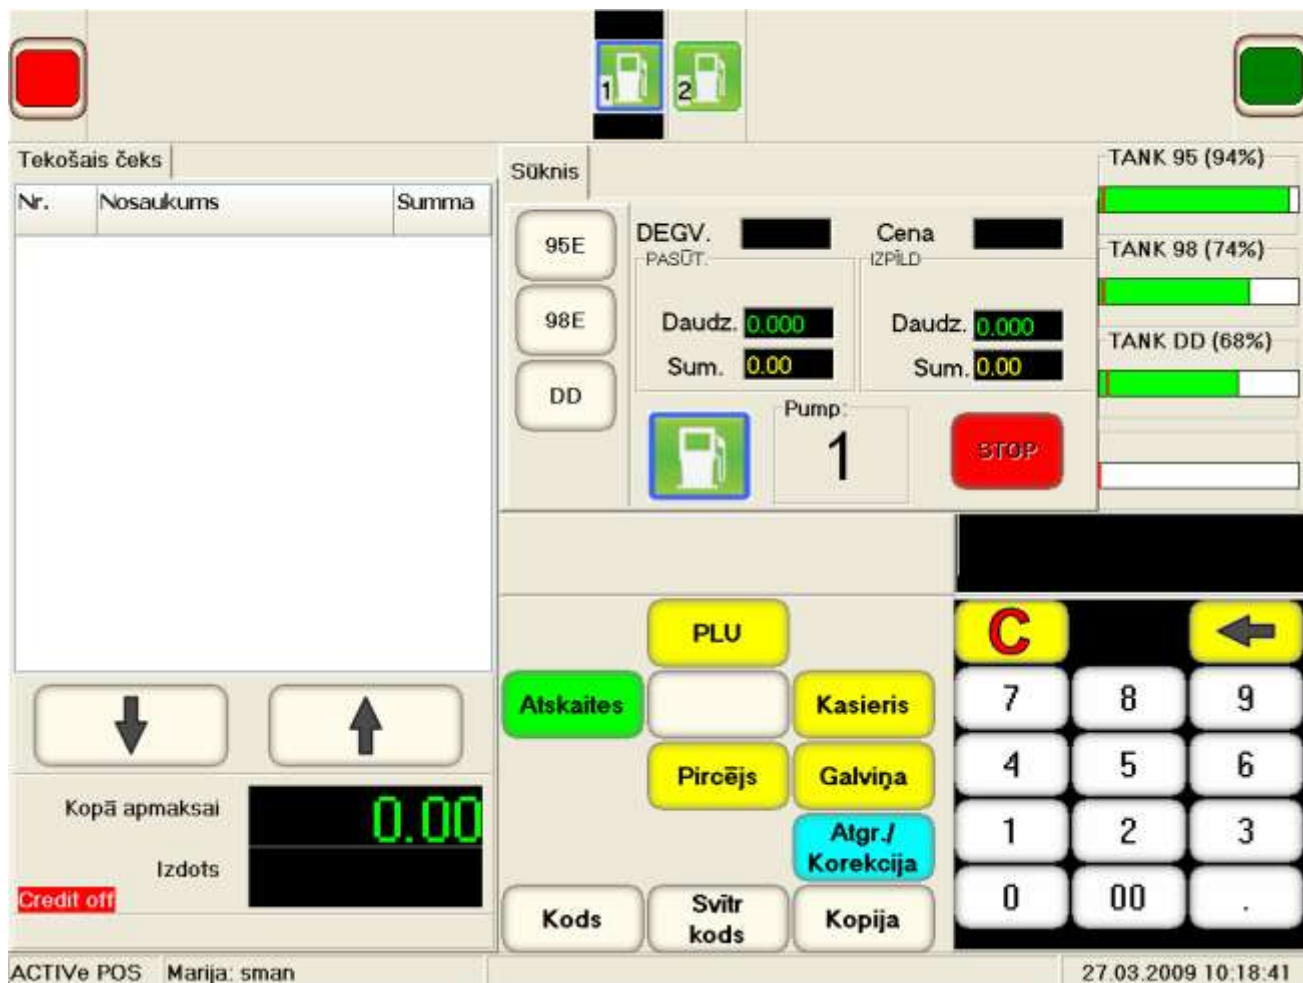 1
2
Tekošais čeks
Nr. Nosaukums Summa
Kopā apmaksai 0.00
Izdots
Credit off
Sūknis
95E
98E
DD
DEGV. Cena
PASŪT. IZPĪLD
Daudz. 0.000 Daudz. 0.000
Sum. 0.00 Sum. 0.00
Pump:
1
STOP
TANK 95 (94%)
TANK 98 (74%)
TANK DD (68%)
PLU
Atskaites Kasieris
Pircējs Galviņa
Atgr./
Korekcija
Kods Svītr
kods Kopija
C
7 8 9
4 5 6
1 2 3
0 00 .
ACTIVe POS Marija: sman 27.03.2009 10:18:41